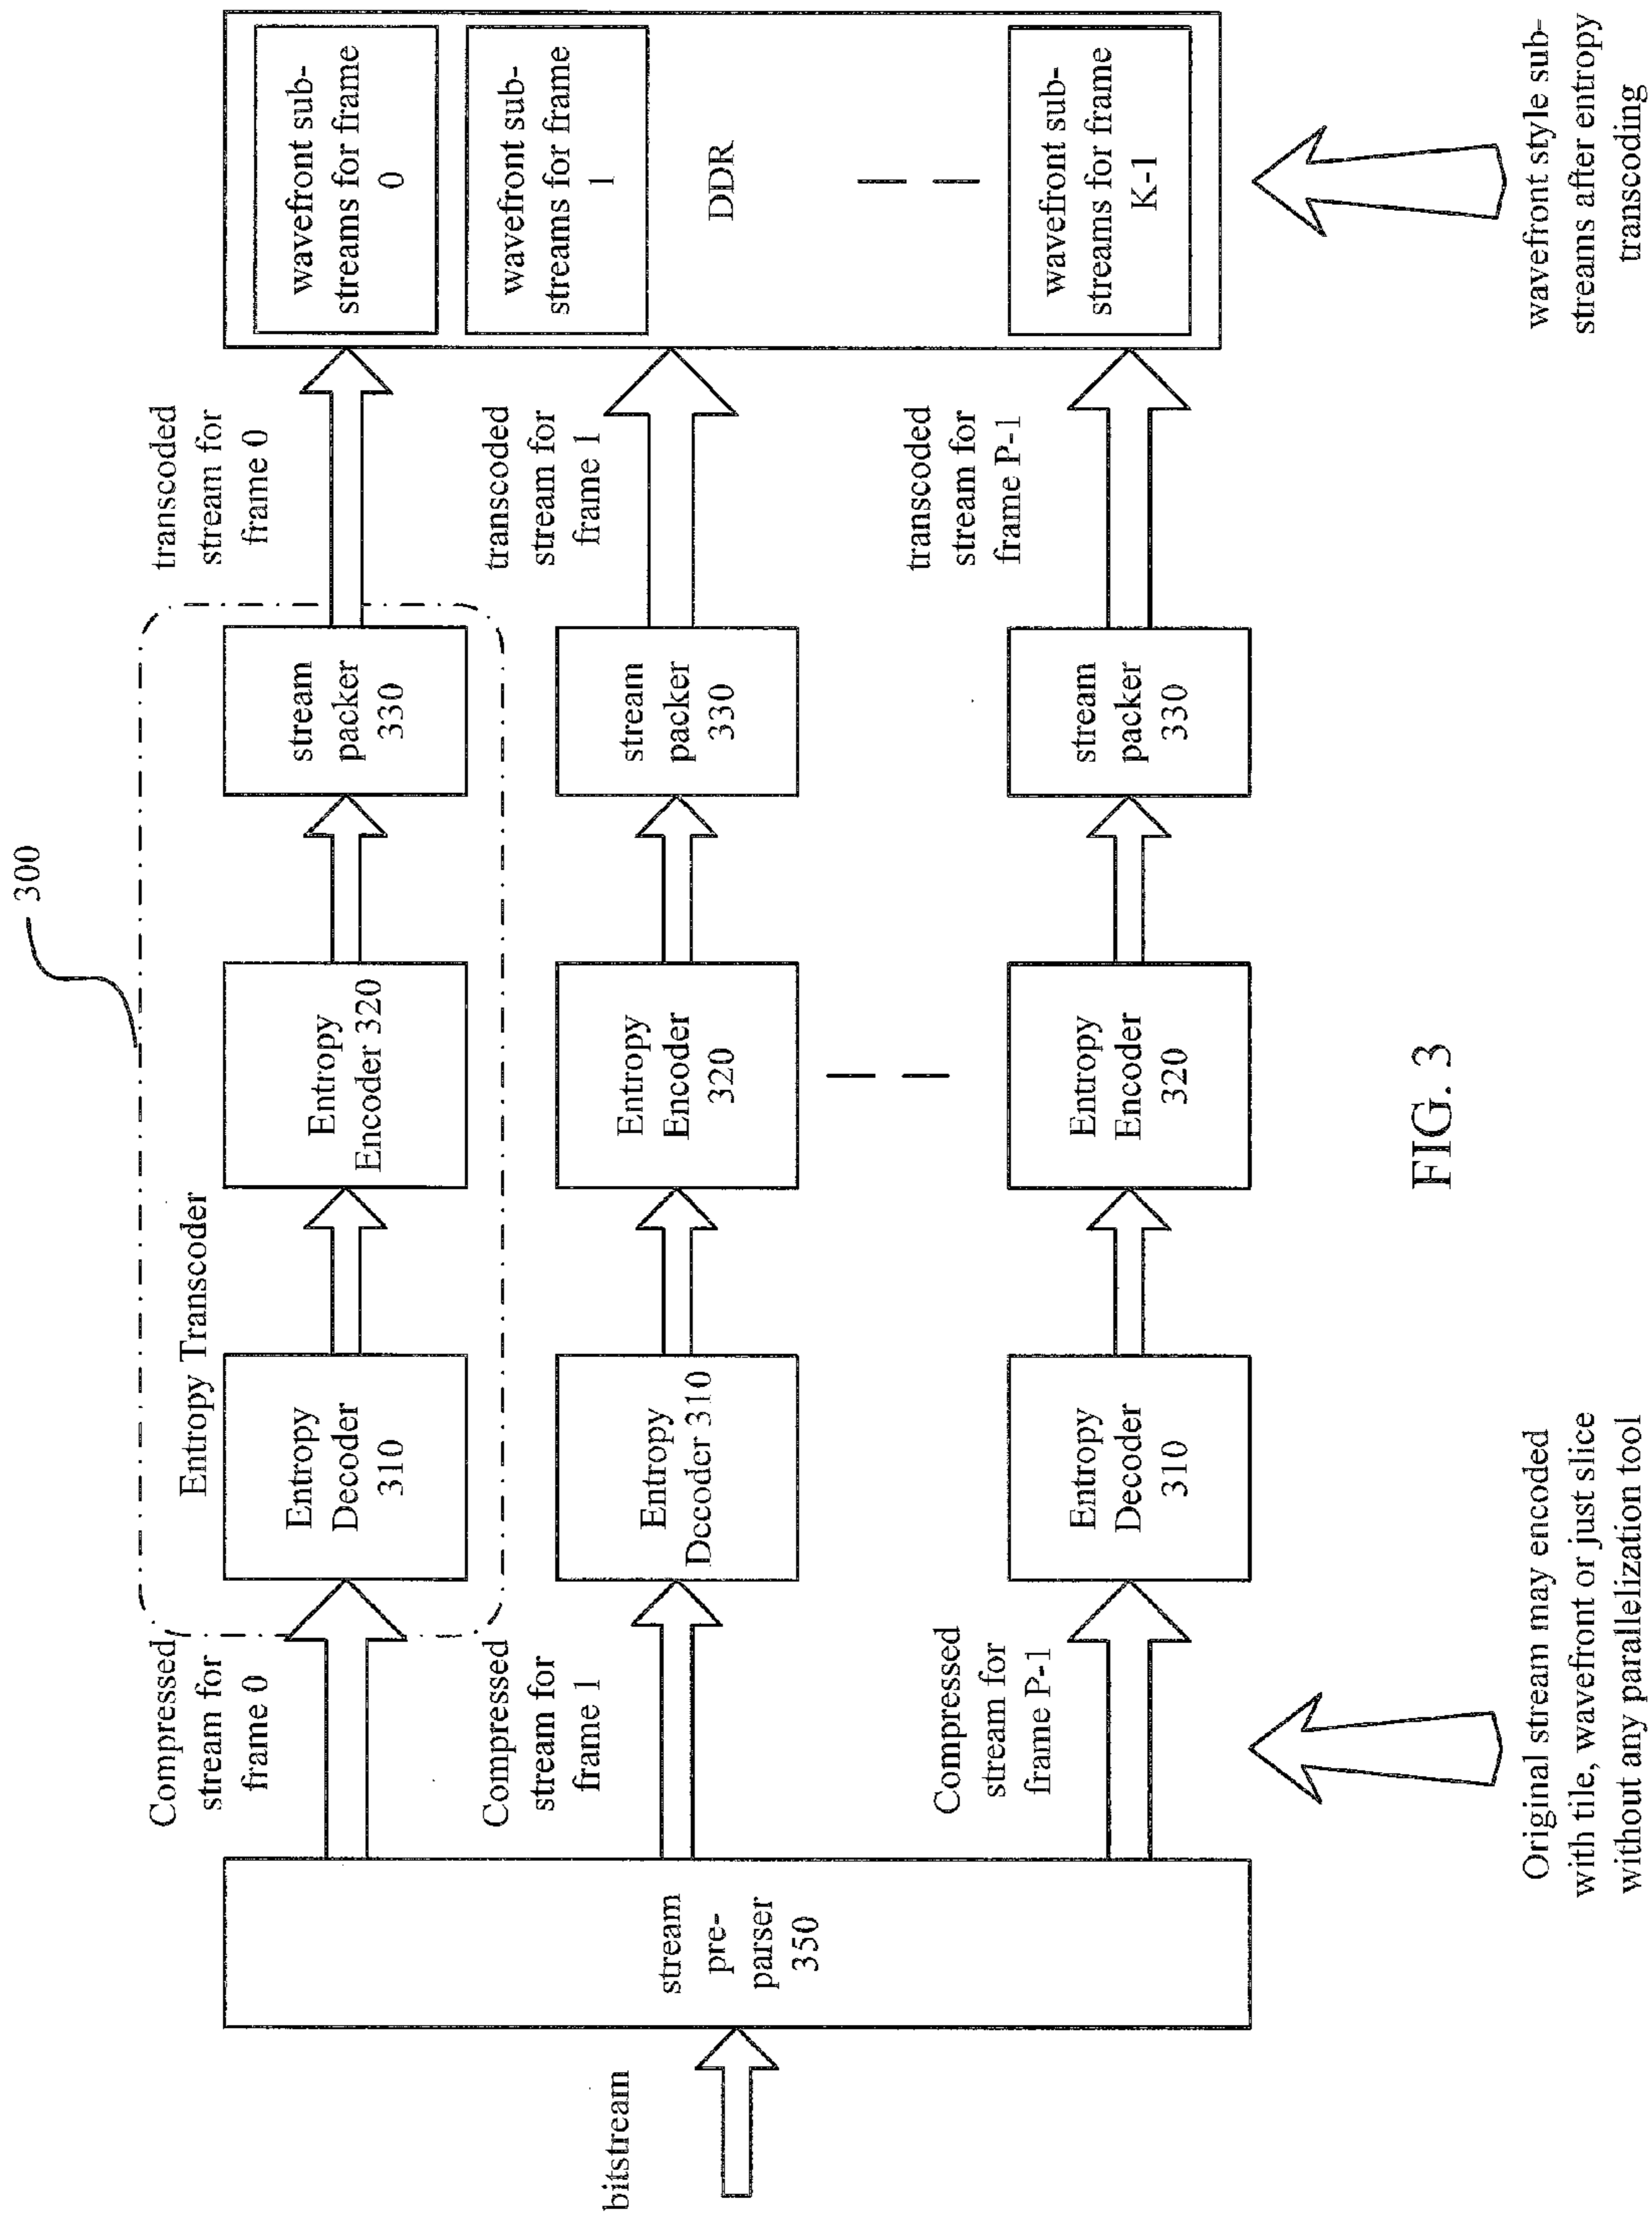 300
Entropy Transcoder
bitstream
stream
pre-
parser
350
Compressed
stream for
frame 0
Entropy
Decoder
310
Entropy
Encoder 320
stream
packer
330
transcoded
stream for
frame 0
wavefront sub-
streams for frame
0
Compressed
stream for
frame 1
Entropy
Decoder 310
Entropy
Encoder
320
stream
packer
330
transcoded
stream for
frame 1
wavefront sub-
streams for frame
1
DDR
Compressed
stream for
frame P-1
Entropy
Decoder
310
Entropy
Encoder
320
stream
packer
330
transcoded
stream for
frame P-1
wavefront sub-
streams for frame
K-1
Original stream may encoded
with tile, wavefront or just slice
without any parallelization tool
wavefront style sub-
streams after entropy
transcoding
FIG. 3